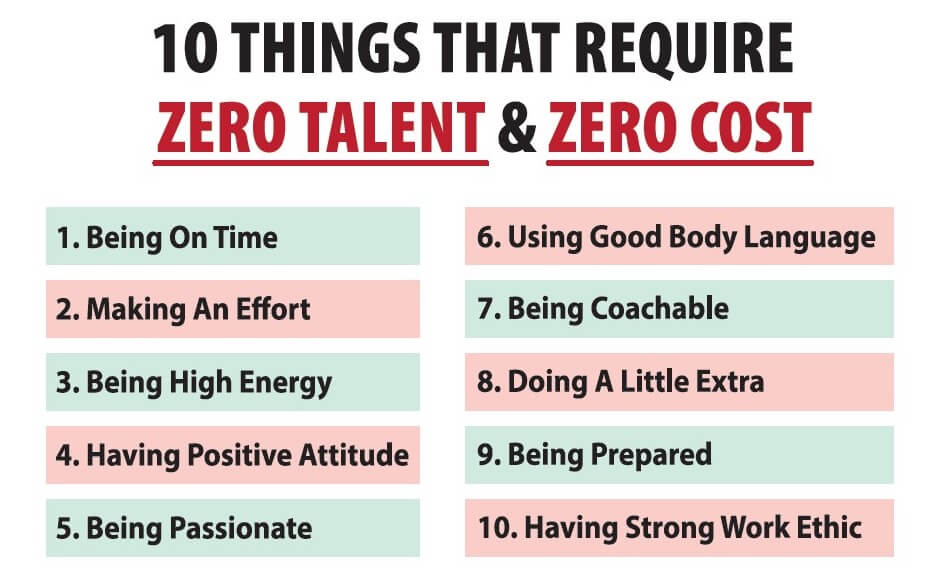 10 THINGS THAT REQUIRE
ZERO TALENT & ZERO COST
1. Being On Time
2. Making An Effort
3. Being High Energy
4. Having Positive Attitude
5. Being Passionate
6. Using Good Body Language
7. Being Coachable
8. Doing A Little Extra
9. Being Prepared
10. Having Strong Work Ethic